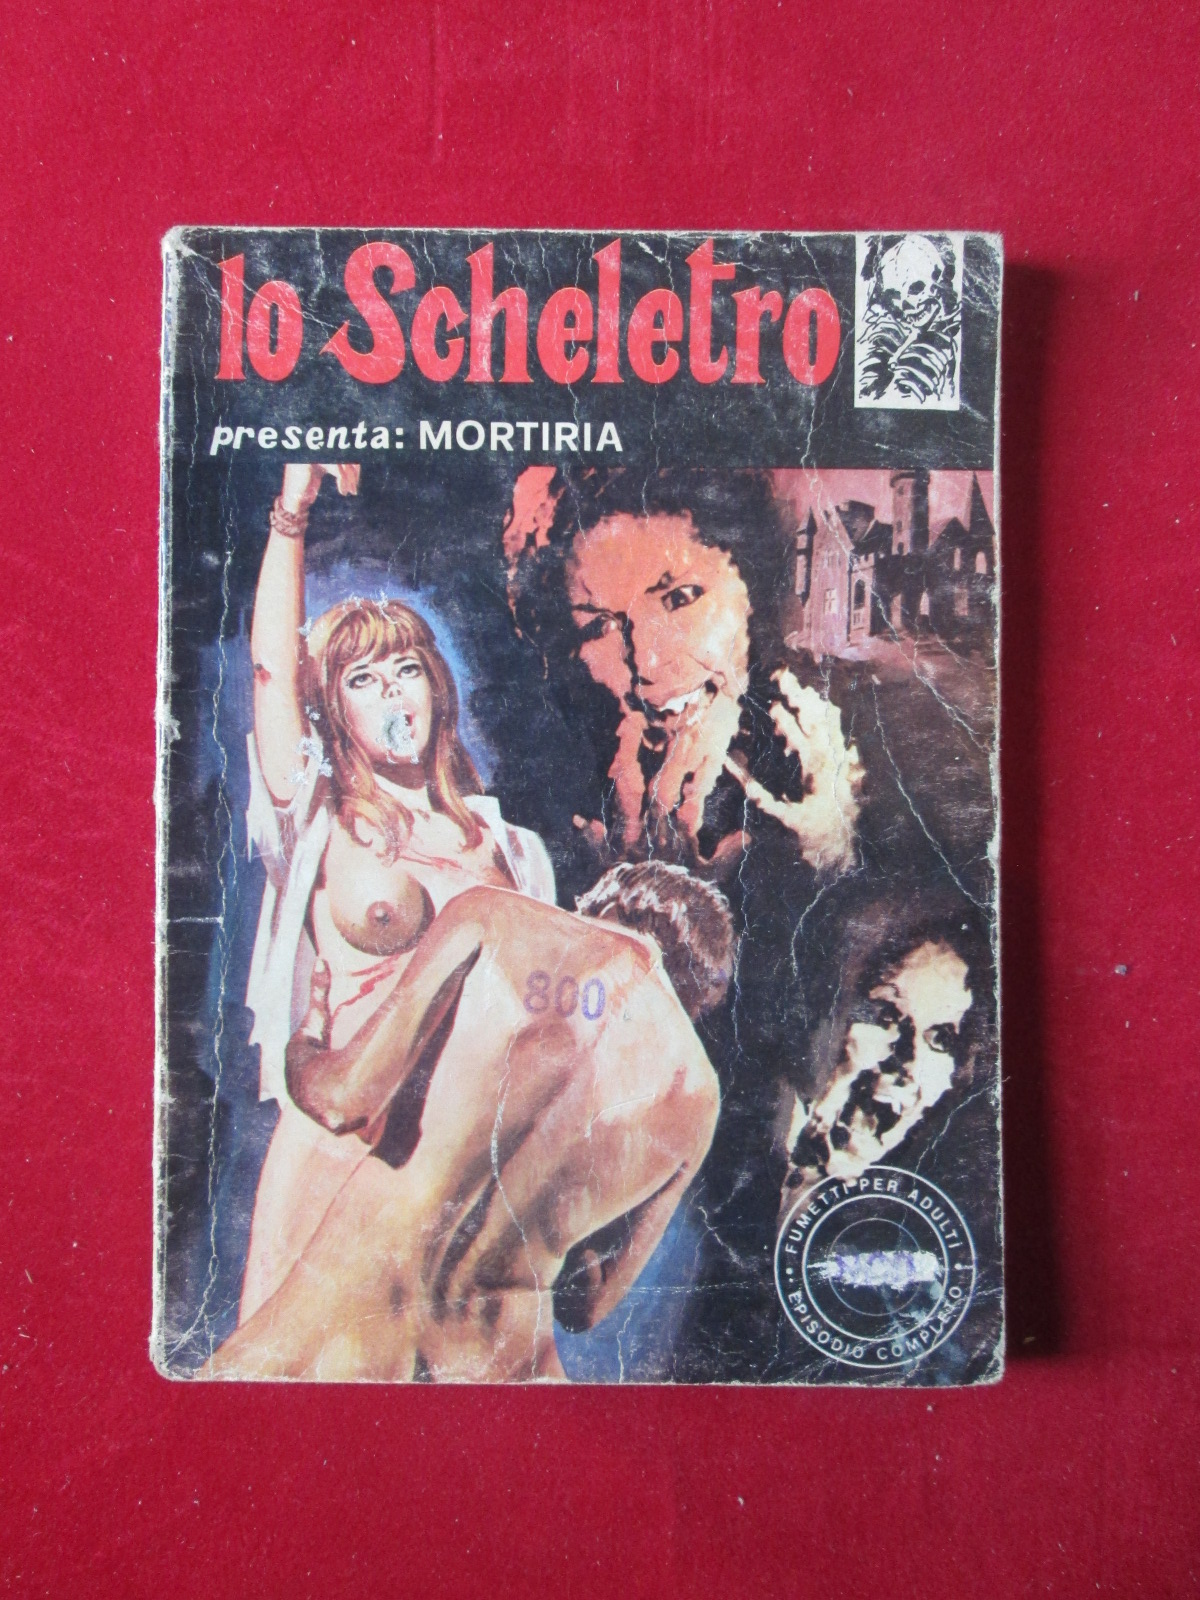 lo Scheletro
presenta: MORTIRIA
800
FUMETTI PER ADULTI
EPISODIO COMPLETO